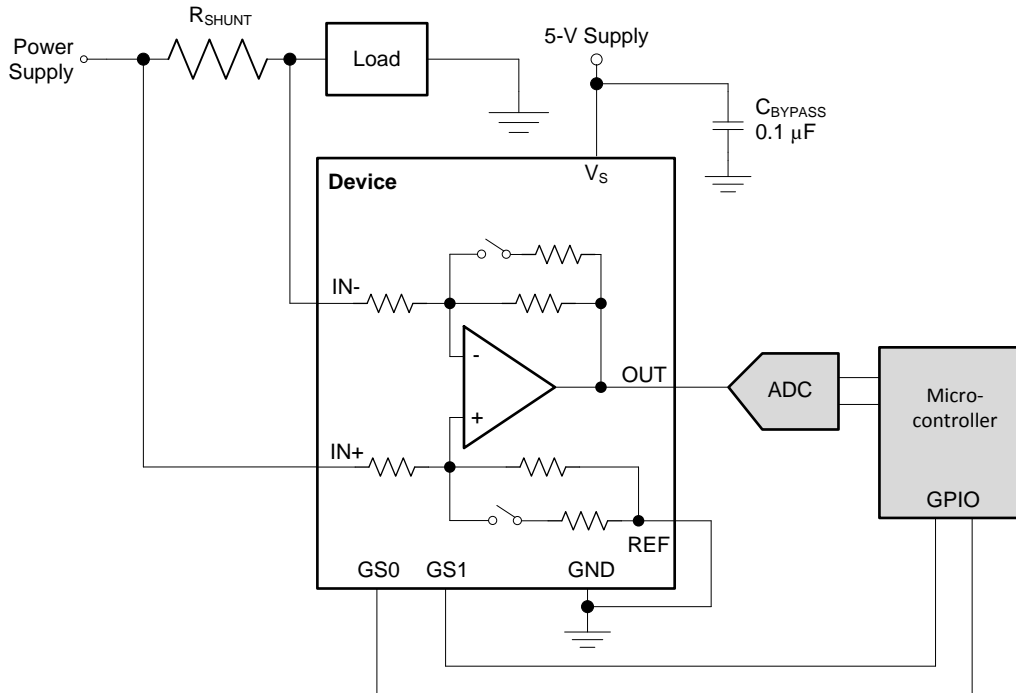 R_SHUNT
Power
Supply
Load
5-V Supply
C_BYPASS
0.1 μF
V_S
Device
IN-
-
OUT
ADC
Micro-
controller
+
IN+
GPIO
REF
GS0 GS1 GND